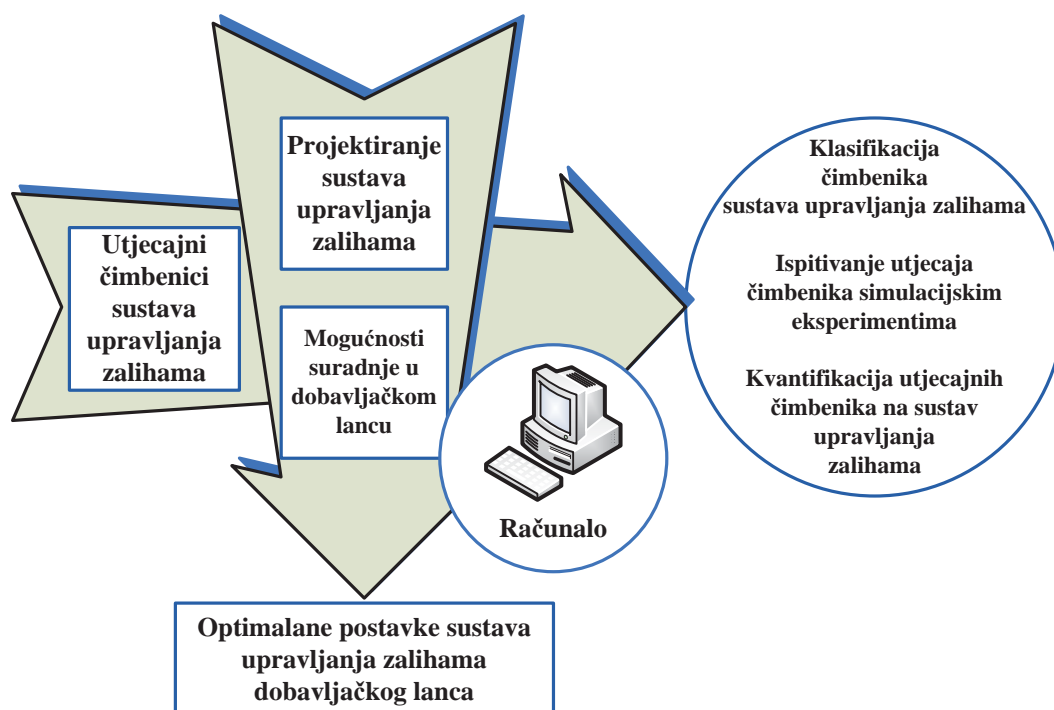 Projektiranje
sustava
upravljanja
zalihama
Utjecajni
čimbenici
sustava
upravljanja
zalihama
Mogućnosti
suradnje u
dobavljačkom
lancu
Računalo
Klasifikacija
čimbenika
sustava upravljanja zalihama
Ispitivanje utjecaja
čimbenika simulacijskim
eksperimentima
Kvantifikacija utjecajnih
čimbenika na sustav
upravljanja
zalihama
Optimalane postavke sustava
upravljanja zalihama
dobavljačkog lanca